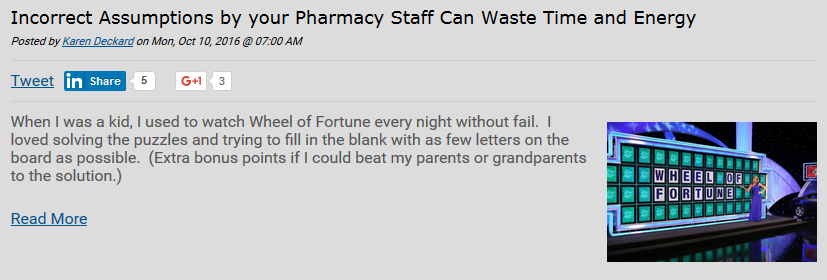 Incorrect Assumptions by your Pharmacy Staff Can Waste Time and Energy
Posted by Karen Deckard on Mon, Oct 10, 2016 @ 07:00 AM
Tweet in Share 5 G+1 3
When I was a kid, I used to watch Wheel of Fortune every night without fail. I
loved solving the puzzles and trying to fill in the blank with as few letters on the
board as possible. (Extra bonus points if I could beat my parents or grandparents
to the solution.)
WHEEL OF
FORTUNE
Read More